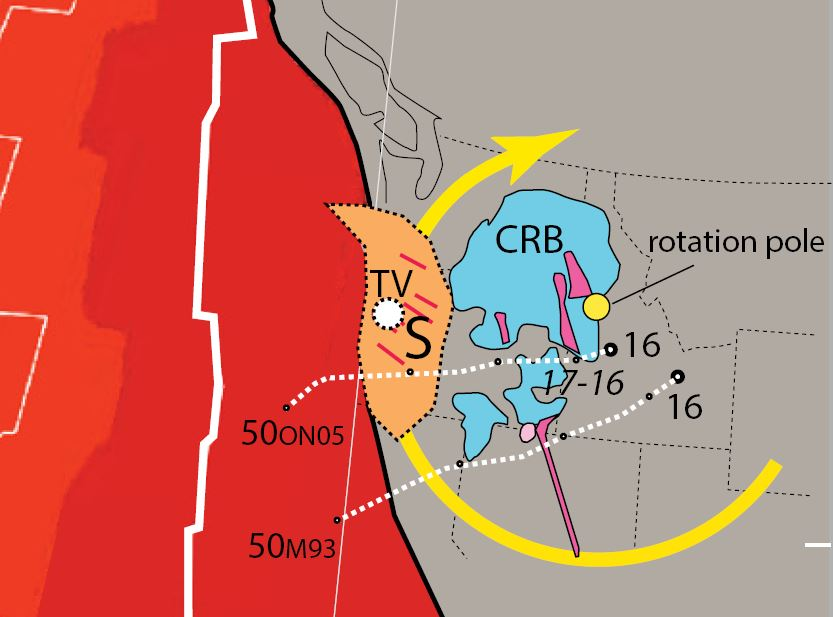 CRB
rotation pole
TV
S
16
17-16
16
50ON05
50M93